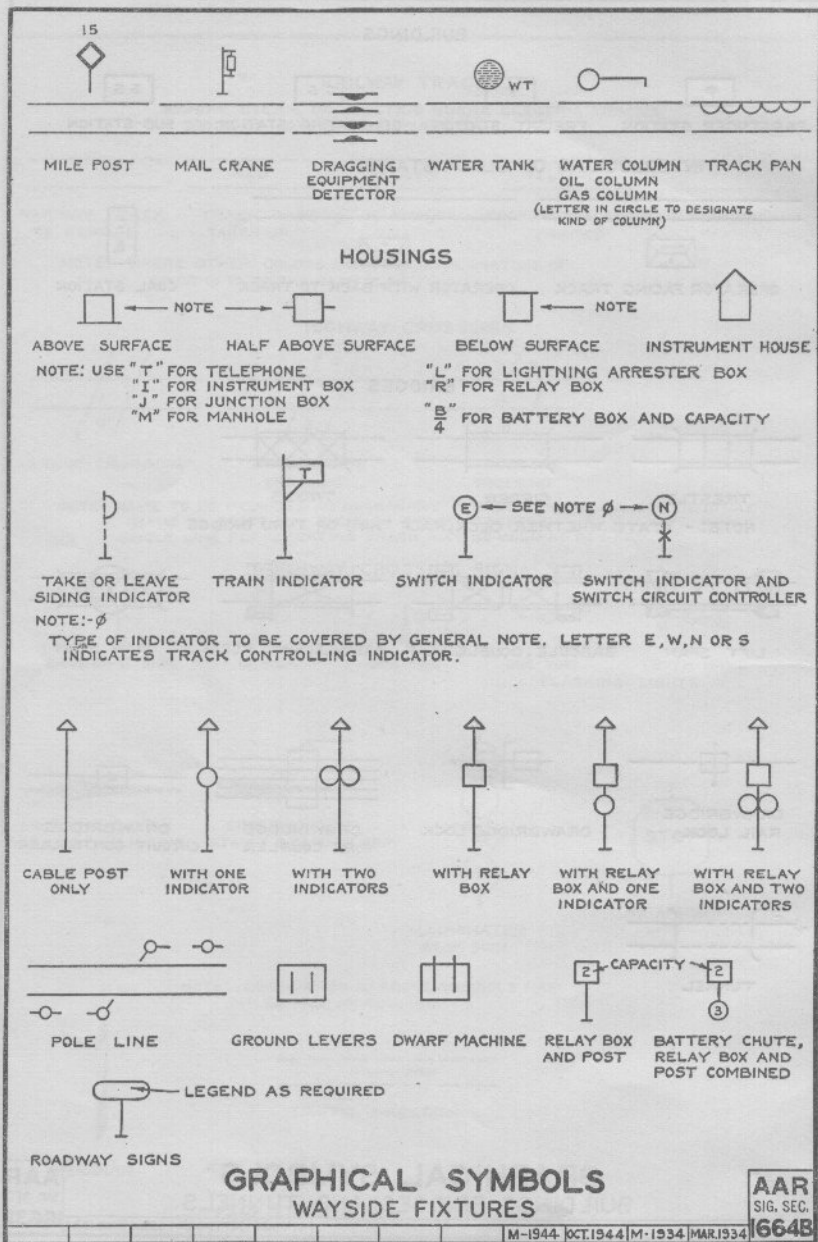 15
WT
MILE POST
MAIL CRANE
DRAGGING
EQUIPMENT
DETECTOR
WATER TANK
WATER COLUMN
OIL COLUMN
GAS COLUMN
(LETTER IN CIRCLE TO DESIGNATE
KIND OF COLUMN)
TRACK PAN
HOUSINGS
NOTE
NOTE
ABOVE SURFACE
HALF ABOVE SURFACE
BELOW SURFACE
INSTRUMENT HOUSE
NOTE: USE "T" FOR TELEPHONE
"I" FOR INSTRUMENT BOX
"J" FOR JUNCTION BOX
"M" FOR MANHOLE
"L" FOR LIGHTNING ARRESTER BOX
"R" FOR RELAY BOX
"B/4" FOR BATTERY BOX AND CAPACITY
T
E
SEE NOTE Ø
N
TAKE OR LEAVE
SIDING INDICATOR
TRAIN INDICATOR
SWITCH INDICATOR
SWITCH INDICATOR AND
SWITCH CIRCUIT CONTROLLER
NOTE:-Ø
TYPE OF INDICATOR TO BE COVERED BY GENERAL NOTE. LETTER E,W,N OR S
INDICATES TRACK CONTROLLING INDICATOR.
CABLE POST
ONLY
WITH ONE
INDICATOR
WITH TWO
INDICATORS
WITH RELAY
BOX
WITH RELAY
BOX AND ONE
INDICATOR
WITH RELAY
BOX AND TWO
INDICATORS
2
CAPACITY
2
3
POLE LINE
GROUND LEVERS
DWARF MACHINE
RELAY BOX
AND POST
BATTERY CHUTE,
RELAY BOX AND
POST COMBINED
LEGEND AS REQUIRED
ROADWAY SIGNS
GRAPHICAL SYMBOLS
WAYSIDE FIXTURES
AAR
SIG. SEC.
1664B
M-1944 OCT.1944 M-1934 MAR.1934